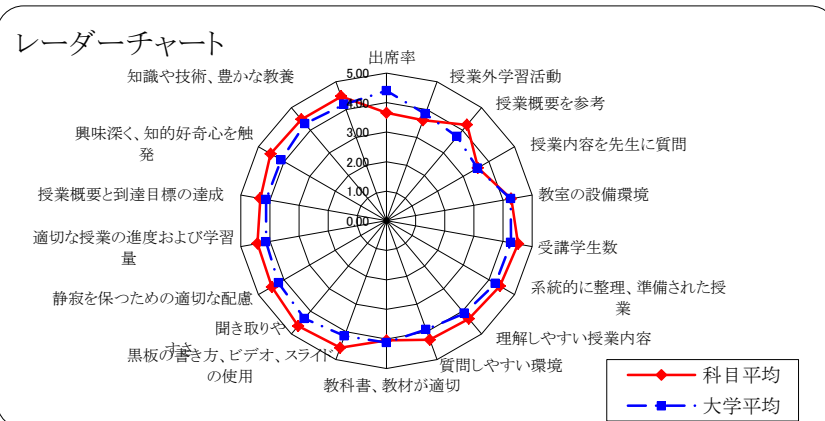 レーダーチャート
出席率
授業外学習活動
授業概要を参考
授業内容を先生に質問
教室の設備環境
受講学生数
系統的に整理、準備された授
業
理解しやすい授業内容
質問しやすい環境
教科書、教材が適切
黒板の書き方、ビデオ、スライド
の使用
聞き取りや
すさ
静寂を保つための適切な配慮
適切な授業の進度および学習
量
授業概要と到達目標の達成
興味深く、知的好奇心を触
発
知識や技術、豊かな教養
5.00
4.00
3.00
2.00
1.00
0.00
科目平均
大学平均